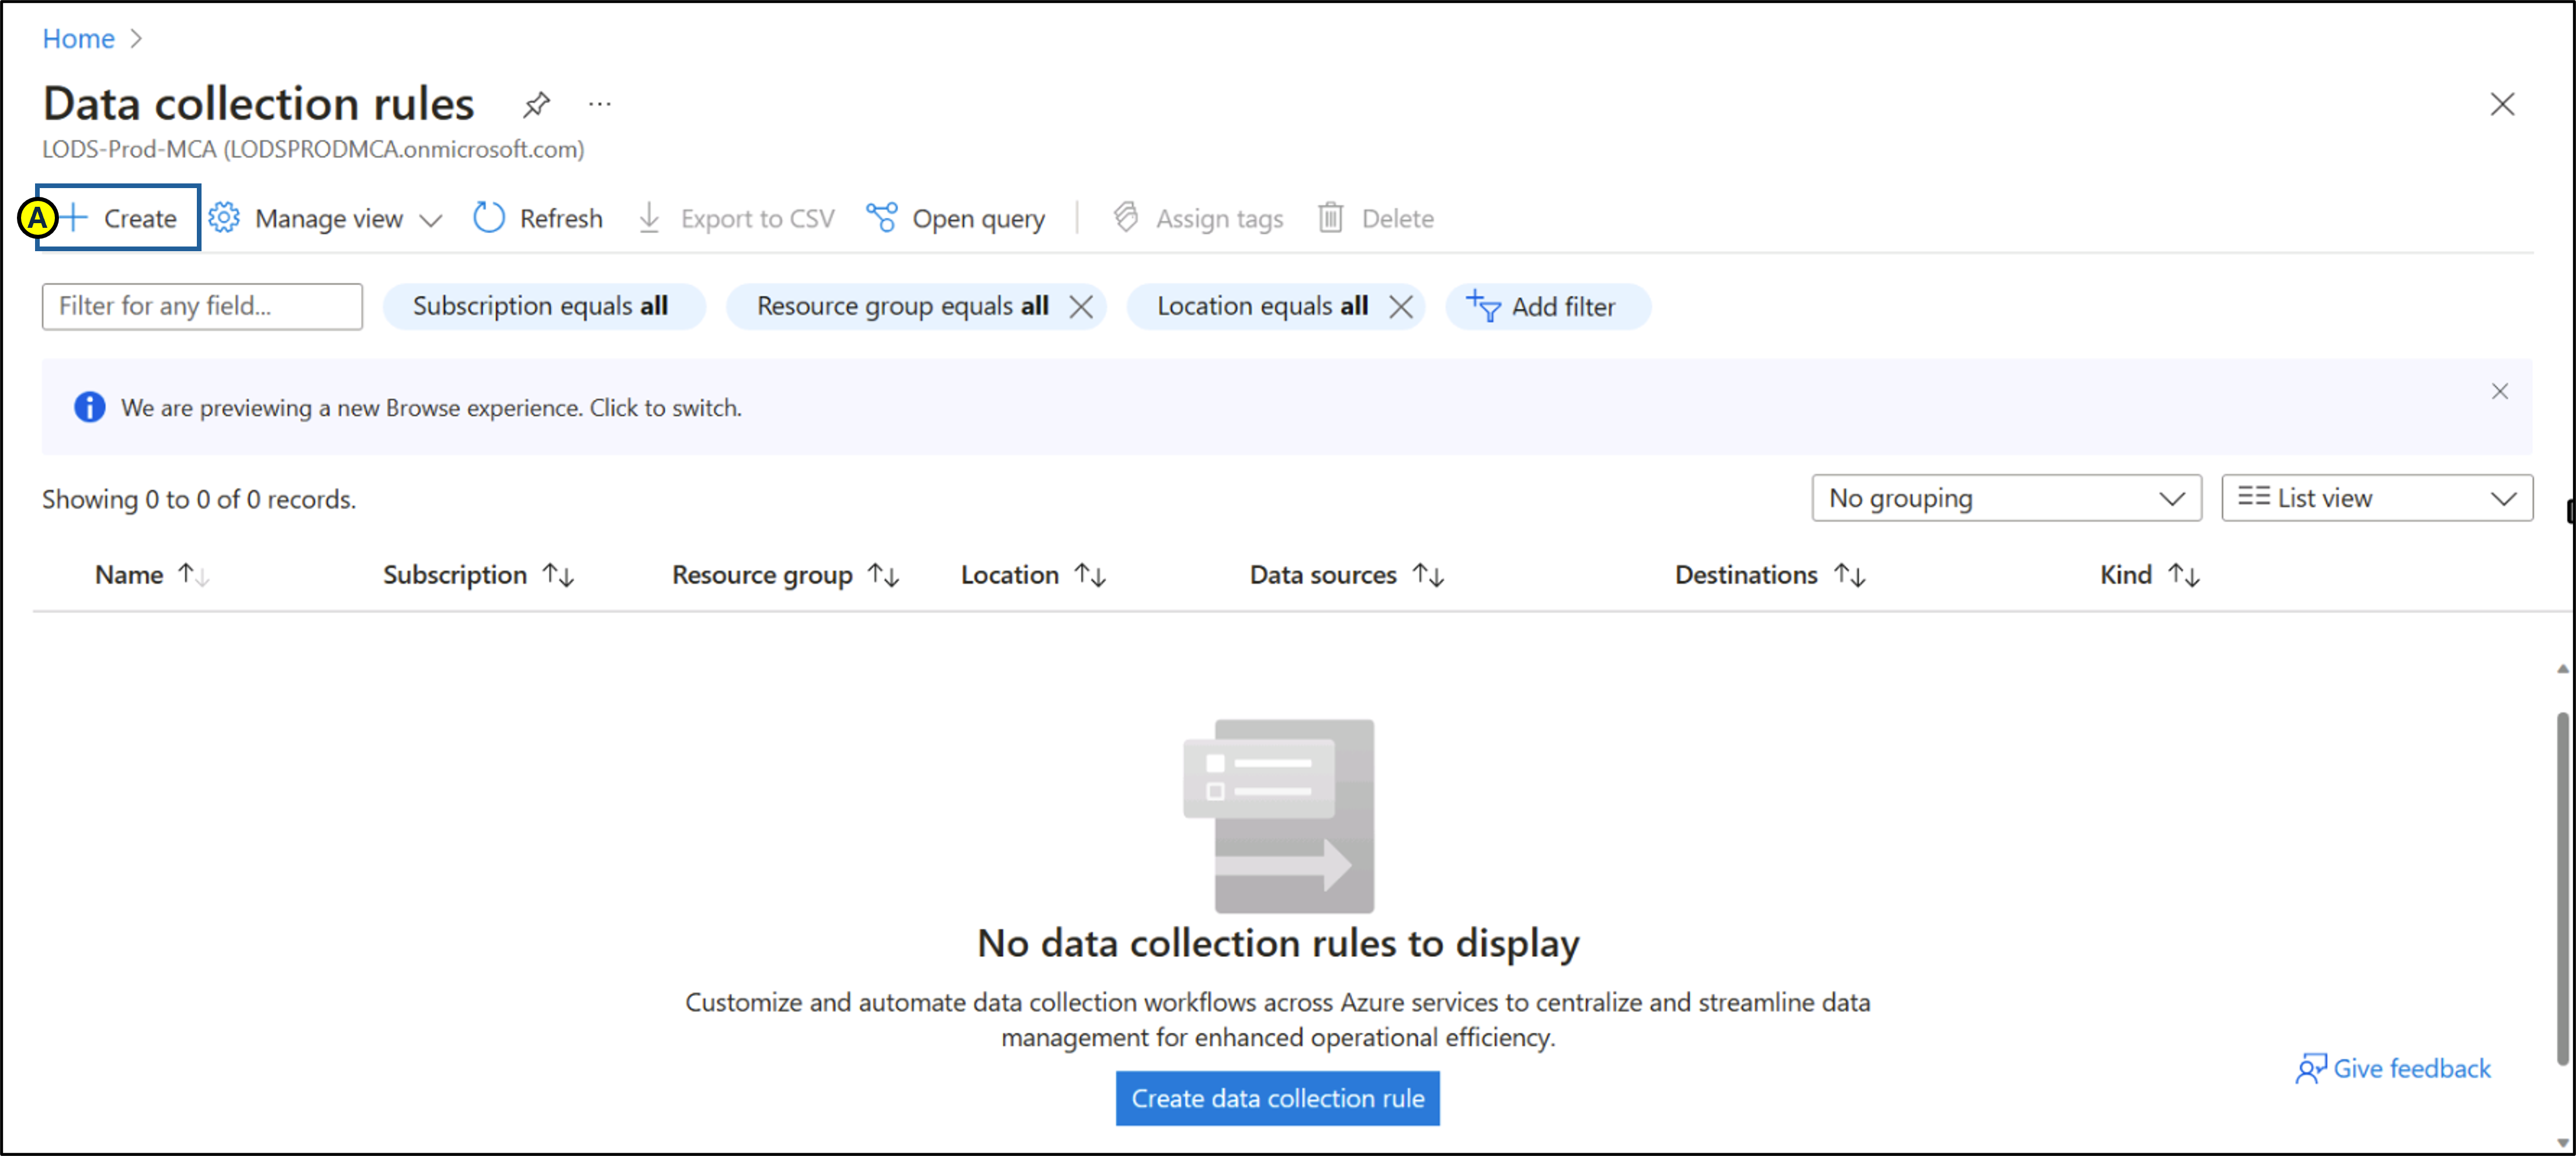 Home
Data collection rules
LODS-Prod-MCA (LODSPRODMCA.onmicrosoft.com)
A Create Manage view Refresh Export to CSV Open query Assign tags Delete
Filter for any field... Subscription equals all Resource group equals all Location equals all Add filter
We are previewing a new Browse experience. Click to switch.
Showing 0 to 0 of 0 records. No grouping List view
Name Subscription Resource group Location Data sources Destinations Kind
No data collection rules to display
Customize and automate data collection workflows across Azure services to centralize and streamline data
management for enhanced operational efficiency.
Give feedback
Create data collection rule